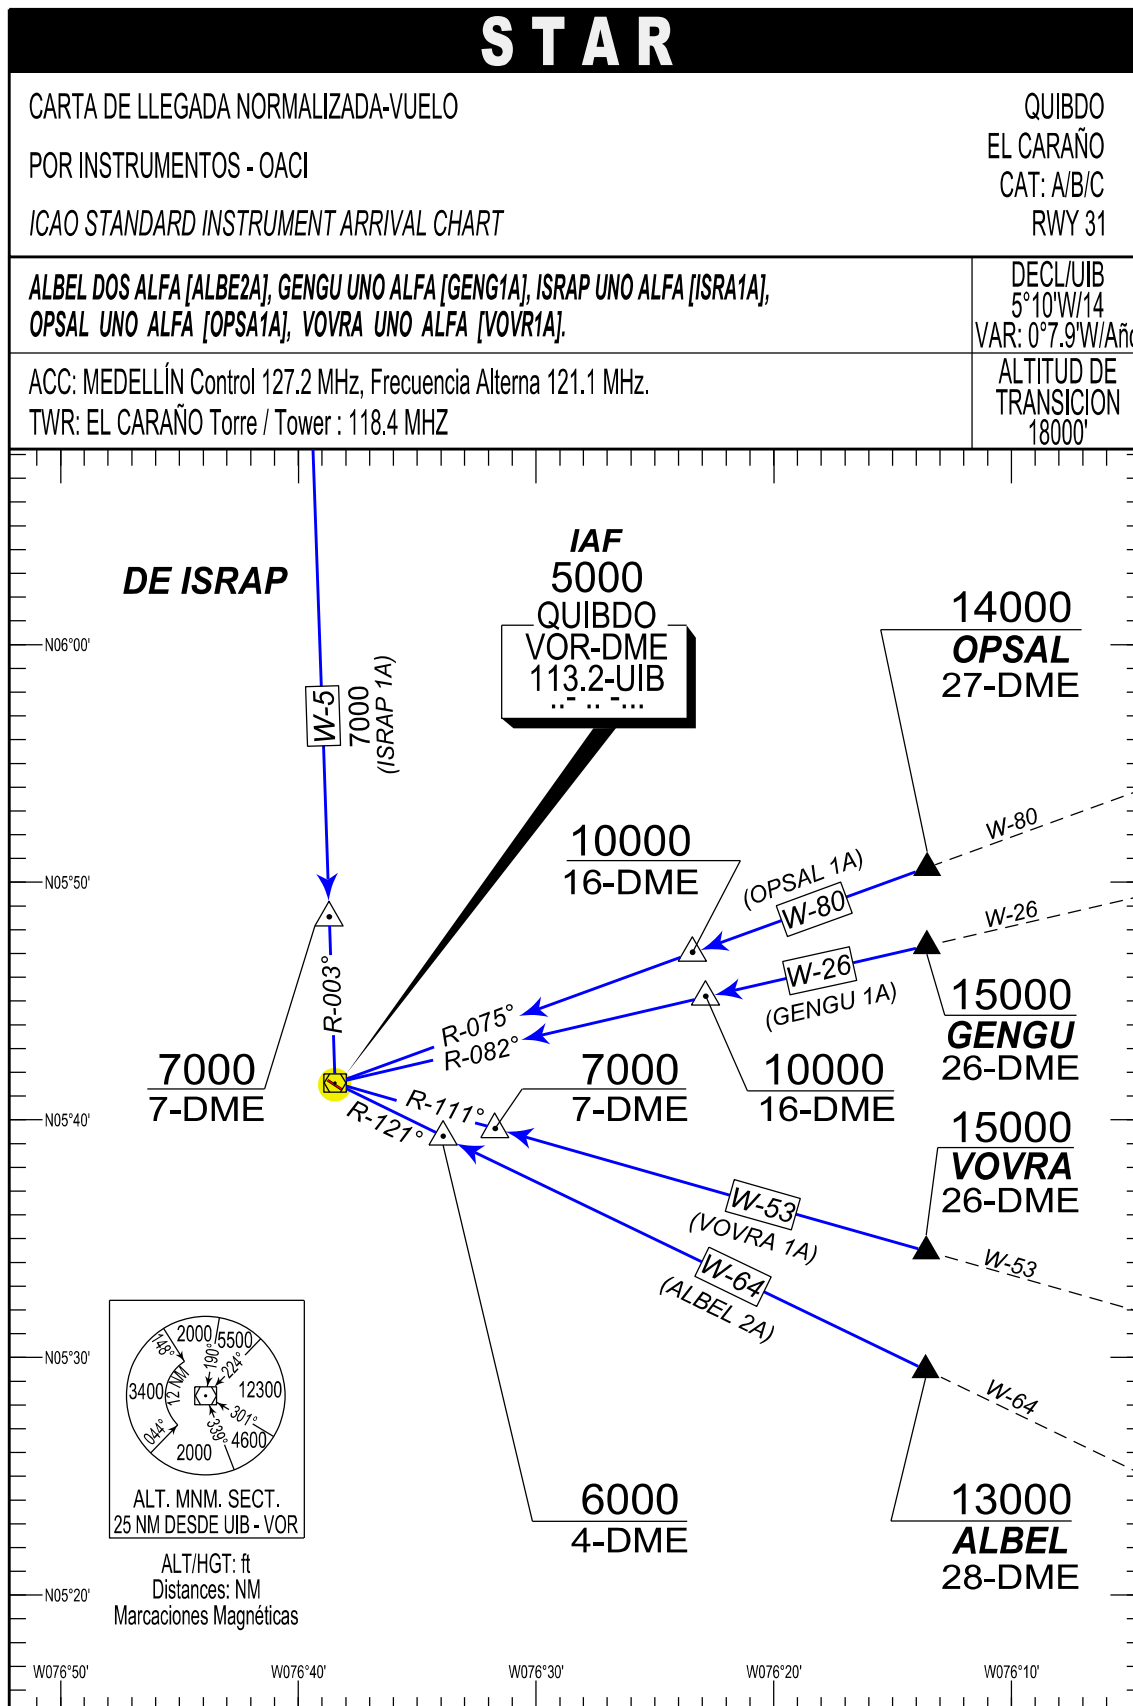 STAR
CARTA DE LLEGADA NORMALIZADA-VUELO
POR INSTRUMENTOS - OACI
ICAO STANDARD INSTRUMENT ARRIVAL CHART
QUIBDO
EL CARAÑO
CAT: A/B/C
RWY 31
ALBEL DOS ALFA [ALBE2A], GENGU UNO ALFA [GENG1A], ISRAP UNO ALFA [ISRA1A],
OPSAL UNO ALFA [OPSA1A], VOVRA UNO ALFA [VOVR1A].
DECL/UIB
5°10'W/14
VAR: 0°7.9'W/Año
ACC: MEDELLÍN Control 127.2 MHz, Frecuencia Alterna 121.1 MHz.
TWR: EL CARAÑO Torre / Tower : 118.4 MHZ
ALTITUD DE
TRANSICION
18000'
DE ISRAP
IAF
5000
QUIBDO
VOR-DME
113.2-UIB
..- .. -...
14000
OPSAL
27-DME
N06°00'
W-5
7000
(ISRAP 1A)
10000
16-DME
W-80
(OPSAL 1A)
W-80
N05°50'
W-26
W-26
(GENGU 1A)
R-003°
R-075°
R-082°
15000
GENGU
26-DME
7000
7-DME
7000
7-DME
10000
16-DME
R-111°
R-121°
N05°40'
15000
VOVRA
26-DME
W-53
(VOVRA 1A)
W-53
W-64
(ALBEL 2A)
W-64
N05°30'
2000
5500
148°
190°
224°
3400
12 NM
12300
044°
339°
301°
4600
2000
ALT. MNM. SECT.
25 NM DESDE UIB - VOR
6000
4-DME
13000
ALBEL
28-DME
ALT/HGT: ft
Distances: NM
Marcaciones Magnéticas
N05°20'
W076°50'
W076°40'
W076°30'
W076°20'
W076°10'